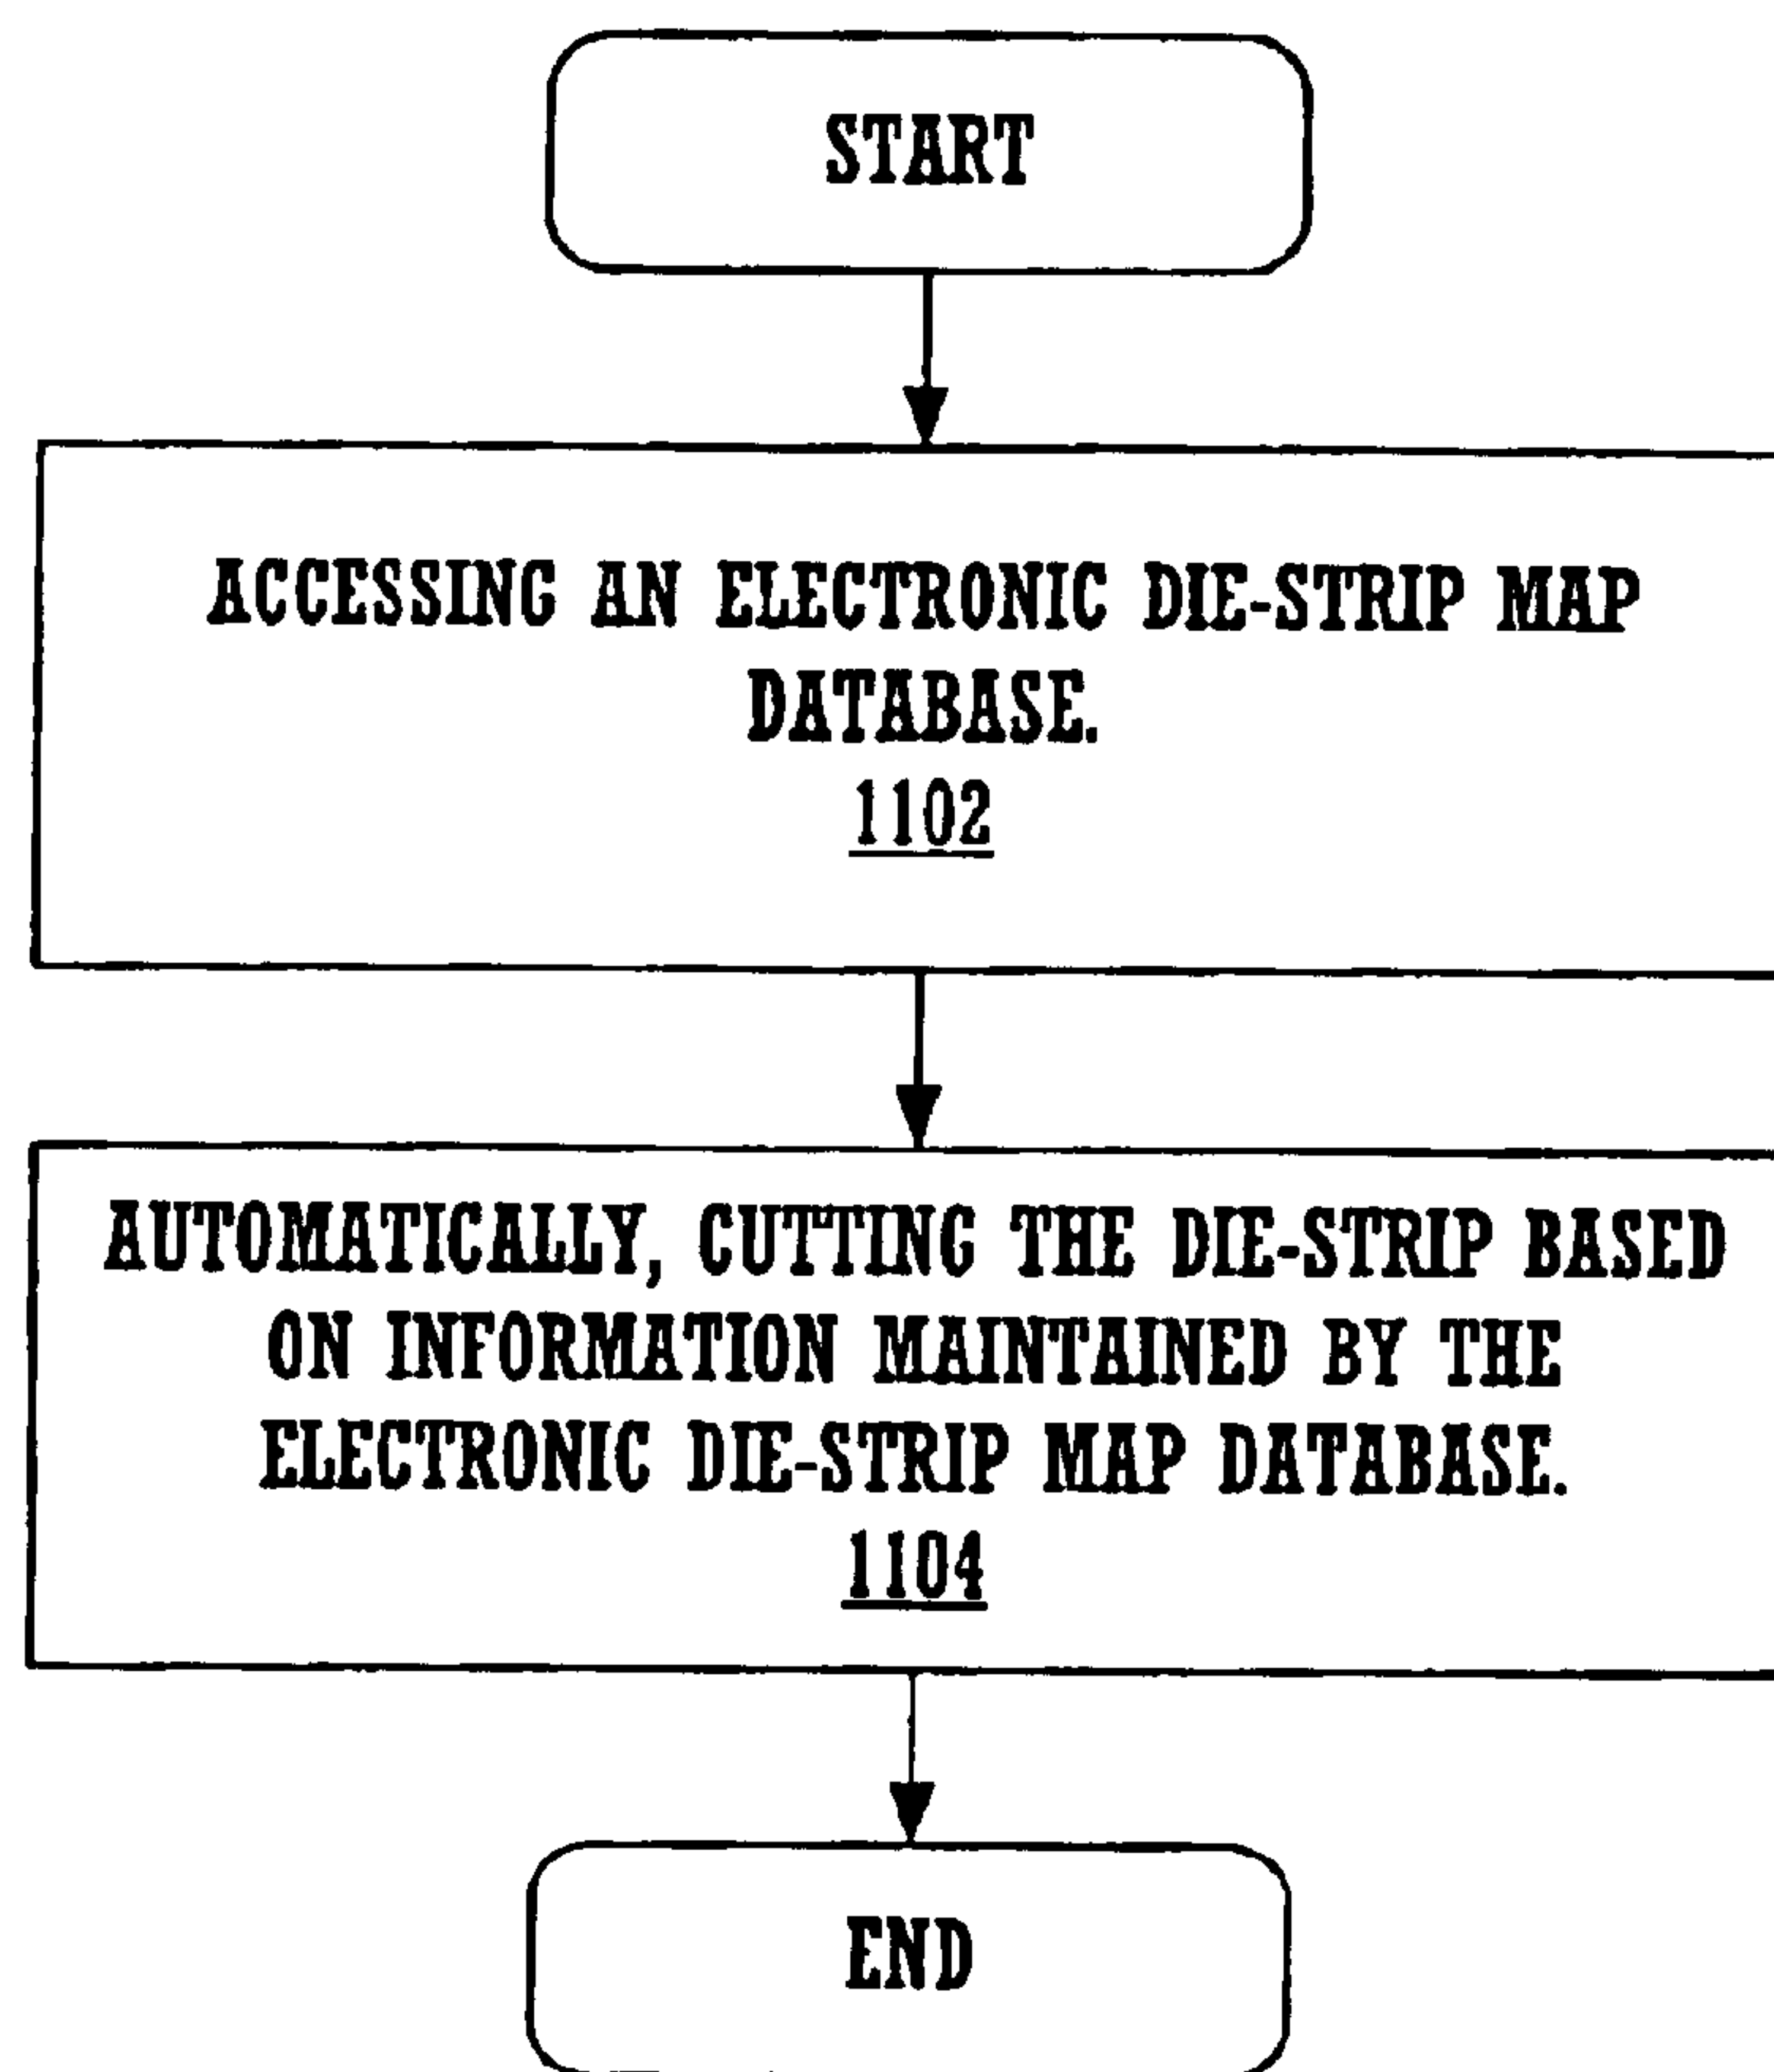 START
ACCESSING AN ELECTRONIC DIE-STRIP MAP
DATABASE.
1102
AUTOMATICALLY, CUTTING THE DIE-STRIP BASED
ON INFORMATION MAINTAINED BY THE
ELECTRONIC DIE-STRIP MAP DATABASE.
1104
END